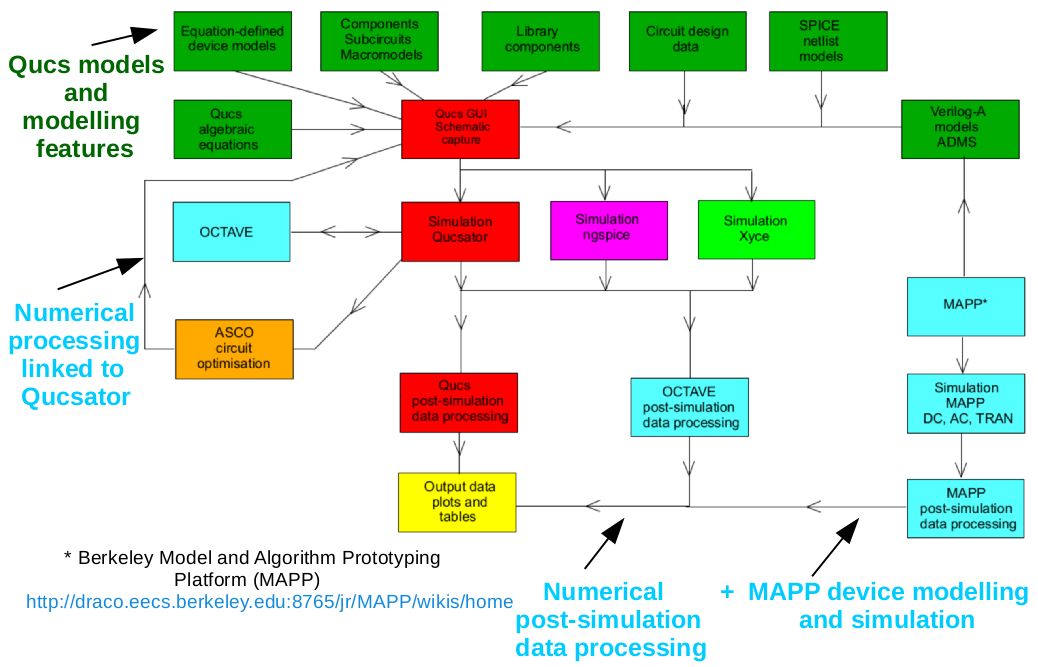 Equation-defined
device models
Components
Subcircuits
Macromodels
Library
components
Circuit design
data
SPICE
netlist
models
Qucs models
and
modelling
features
Qucs
algebraic
equations
Qucs GUI
Schematic
capture
Verilog-A
models
ADMS
OCTAVE
Simulation
Qucsator
Simulation
ngspice
Simulation
Xyce
MAPP*
Numerical
processing
linked to
Qucsator
ASCO
circuit
optimisation
Qucs
post-simulation
data processing
OCTAVE
post-simulation
data processing
Simulation
MAPP
DC, AC, TRAN
Output data
plots and
tables
MAPP
post-simulation
data processing
* Berkeley Model and Algorithm Prototyping
Platform (MAPP)
http://draco.eecs.berkeley.edu:8765/jr/MAPP/wikis/home
Numerical
post-simulation
data processing
+ MAPP device modelling
and simulation